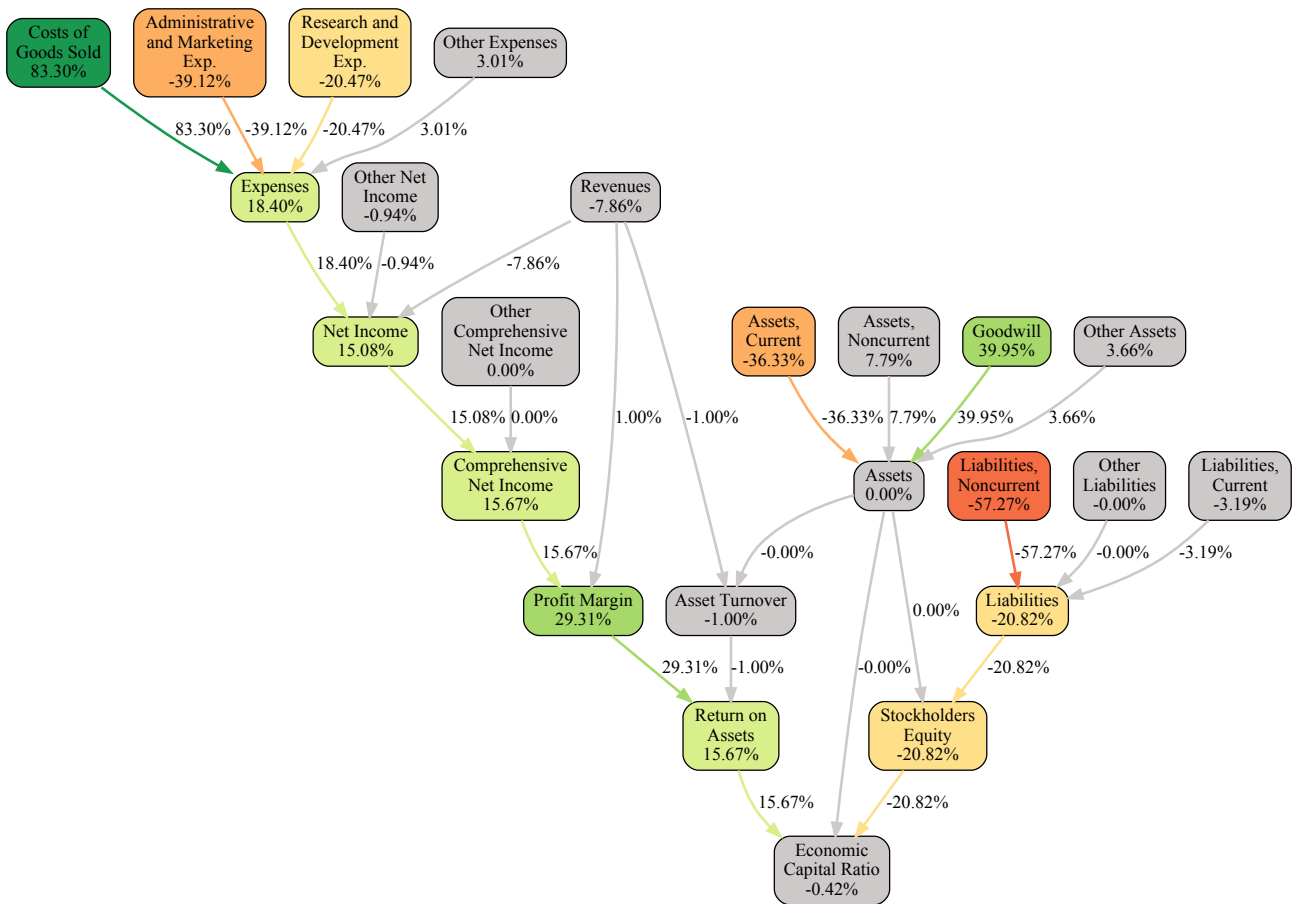 Costs of
Goods Sold
83.30%
Administrative
and Marketing
Exp.
-39.12%
Research and
Development
Exp.
-20.47%
Other Expenses
3.01%
83.30%
-39.12%
-20.47%
3.01%
Expenses
18.40%
Other Net
Income
-0.94%
Revenues
-7.86%
18.40%
-0.94%
-7.86%
Net Income
15.08%
Other
Comprehensive
Net Income
0.00%
Assets,
Current
-36.33%
Assets,
Noncurrent
7.79%
Goodwill
39.95%
Other Assets
3.66%
15.08%
0.00%
1.00%
-1.00%
-36.33%
7.79%
39.95%
3.66%
Comprehensive
Net Income
15.67%
Assets
0.00%
Liabilities,
Noncurrent
-57.27%
Other
Liabilities
-0.00%
Liabilities,
Current
-3.19%
15.67%
-0.00%
-57.27%
-0.00%
-3.19%
Profit Margin
29.31%
Asset Turnover
-1.00%
0.00%
Liabilities
-20.82%
29.31%
-1.00%
-0.00%
-20.82%
Return on
Assets
15.67%
Stockholders
Equity
-20.82%
15.67%
-20.82%
Economic
Capital Ratio
-0.42%